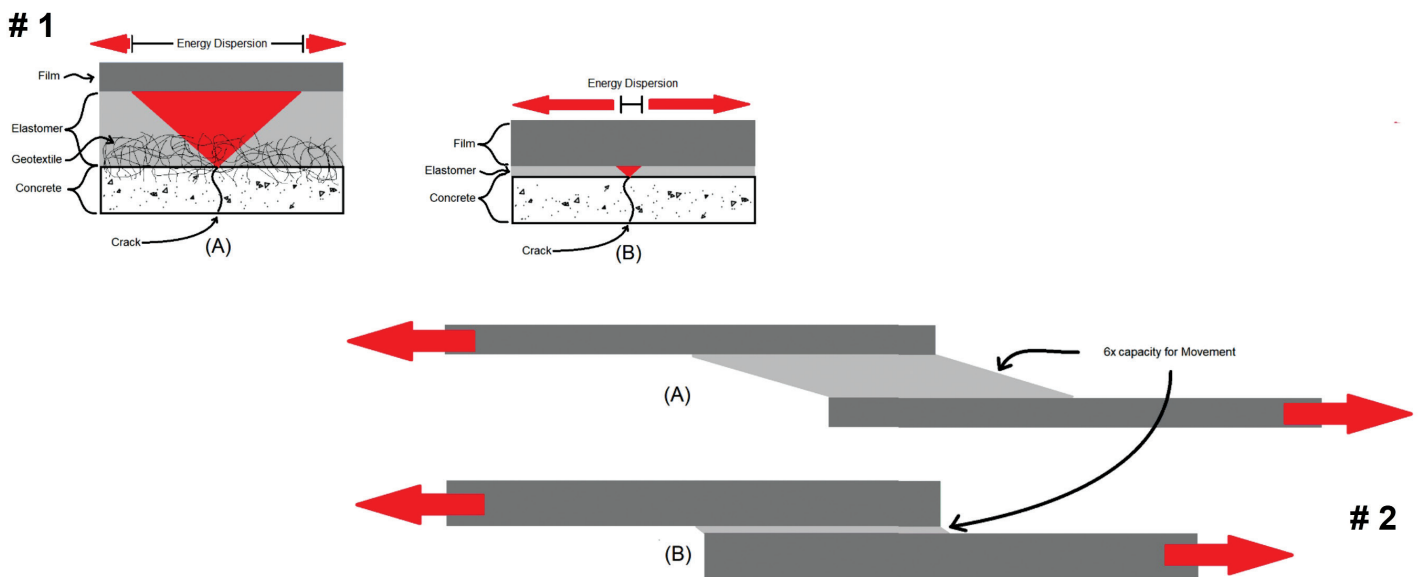 # 1
Energy Dispersion
Film
Elastomer
Geotextile
Concrete
Crack
(A)
Energy Dispersion
Film
Elastomer
Concrete
Crack
(B)
6x capacity for Movement
(A)
(B)
# 2